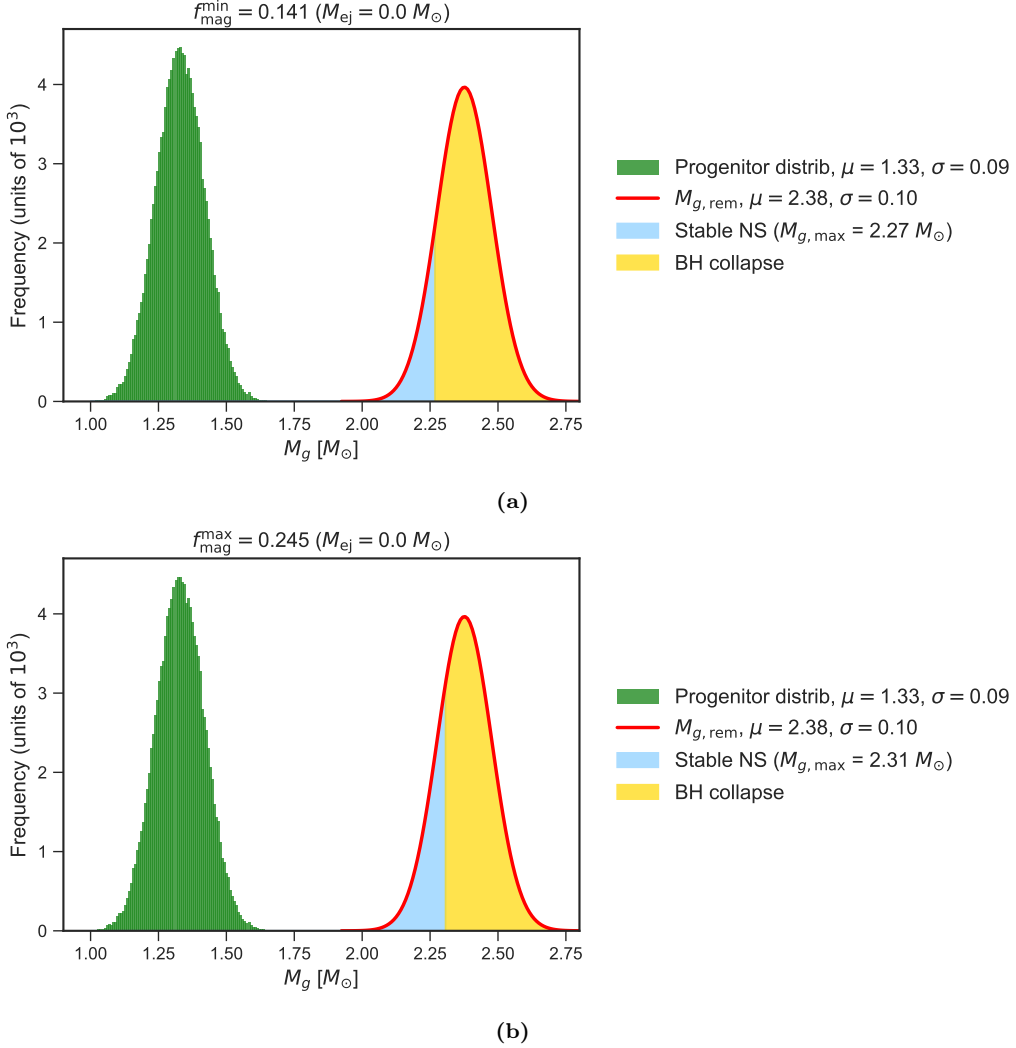 f_mag^min = 0.141 (M_ej = 0.0 M_⊙)
Frequency (units of 10^3)
4
3
2
1
0
1.00 1.25 1.50 1.75 2.00 2.25 2.50 2.75
M_g [M_⊙]
Progenitor distrib, μ = 1.33, σ = 0.09
M_g, rem, μ = 2.38, σ = 0.10
Stable NS (M_g, max = 2.27 M_⊙)
BH collapse
(a)
f_mag^max = 0.245 (M_ej = 0.0 M_⊙)
Frequency (units of 10^3)
4
3
2
1
0
1.00 1.25 1.50 1.75 2.00 2.25 2.50 2.75
M_g [M_⊙]
Progenitor distrib, μ = 1.33, σ = 0.09
M_g, rem, μ = 2.38, σ = 0.10
Stable NS (M_g, max = 2.31 M_⊙)
BH collapse
(b)